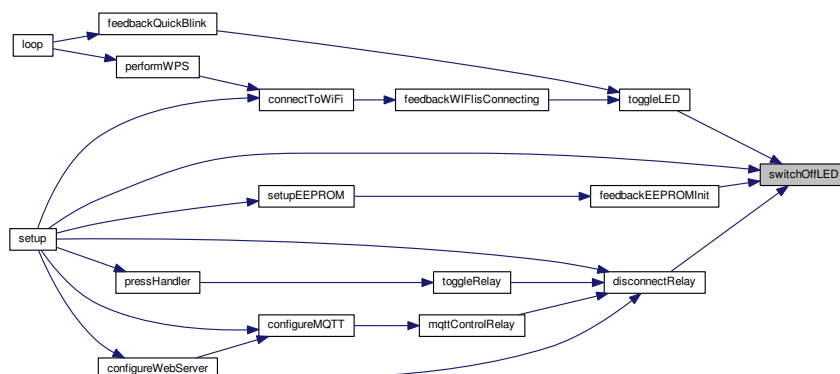 feedbackQuickBlink
loop
performWPS
connectToWiFi
feedbackWIFIisConnecting
toggleLED
switchOffLED
setupEEPROM
feedbackEEPROMInit
setup
pressHandler
toggleRelay
disconnectRelay
configureMQTT
mqttControlRelay
configureWebServer